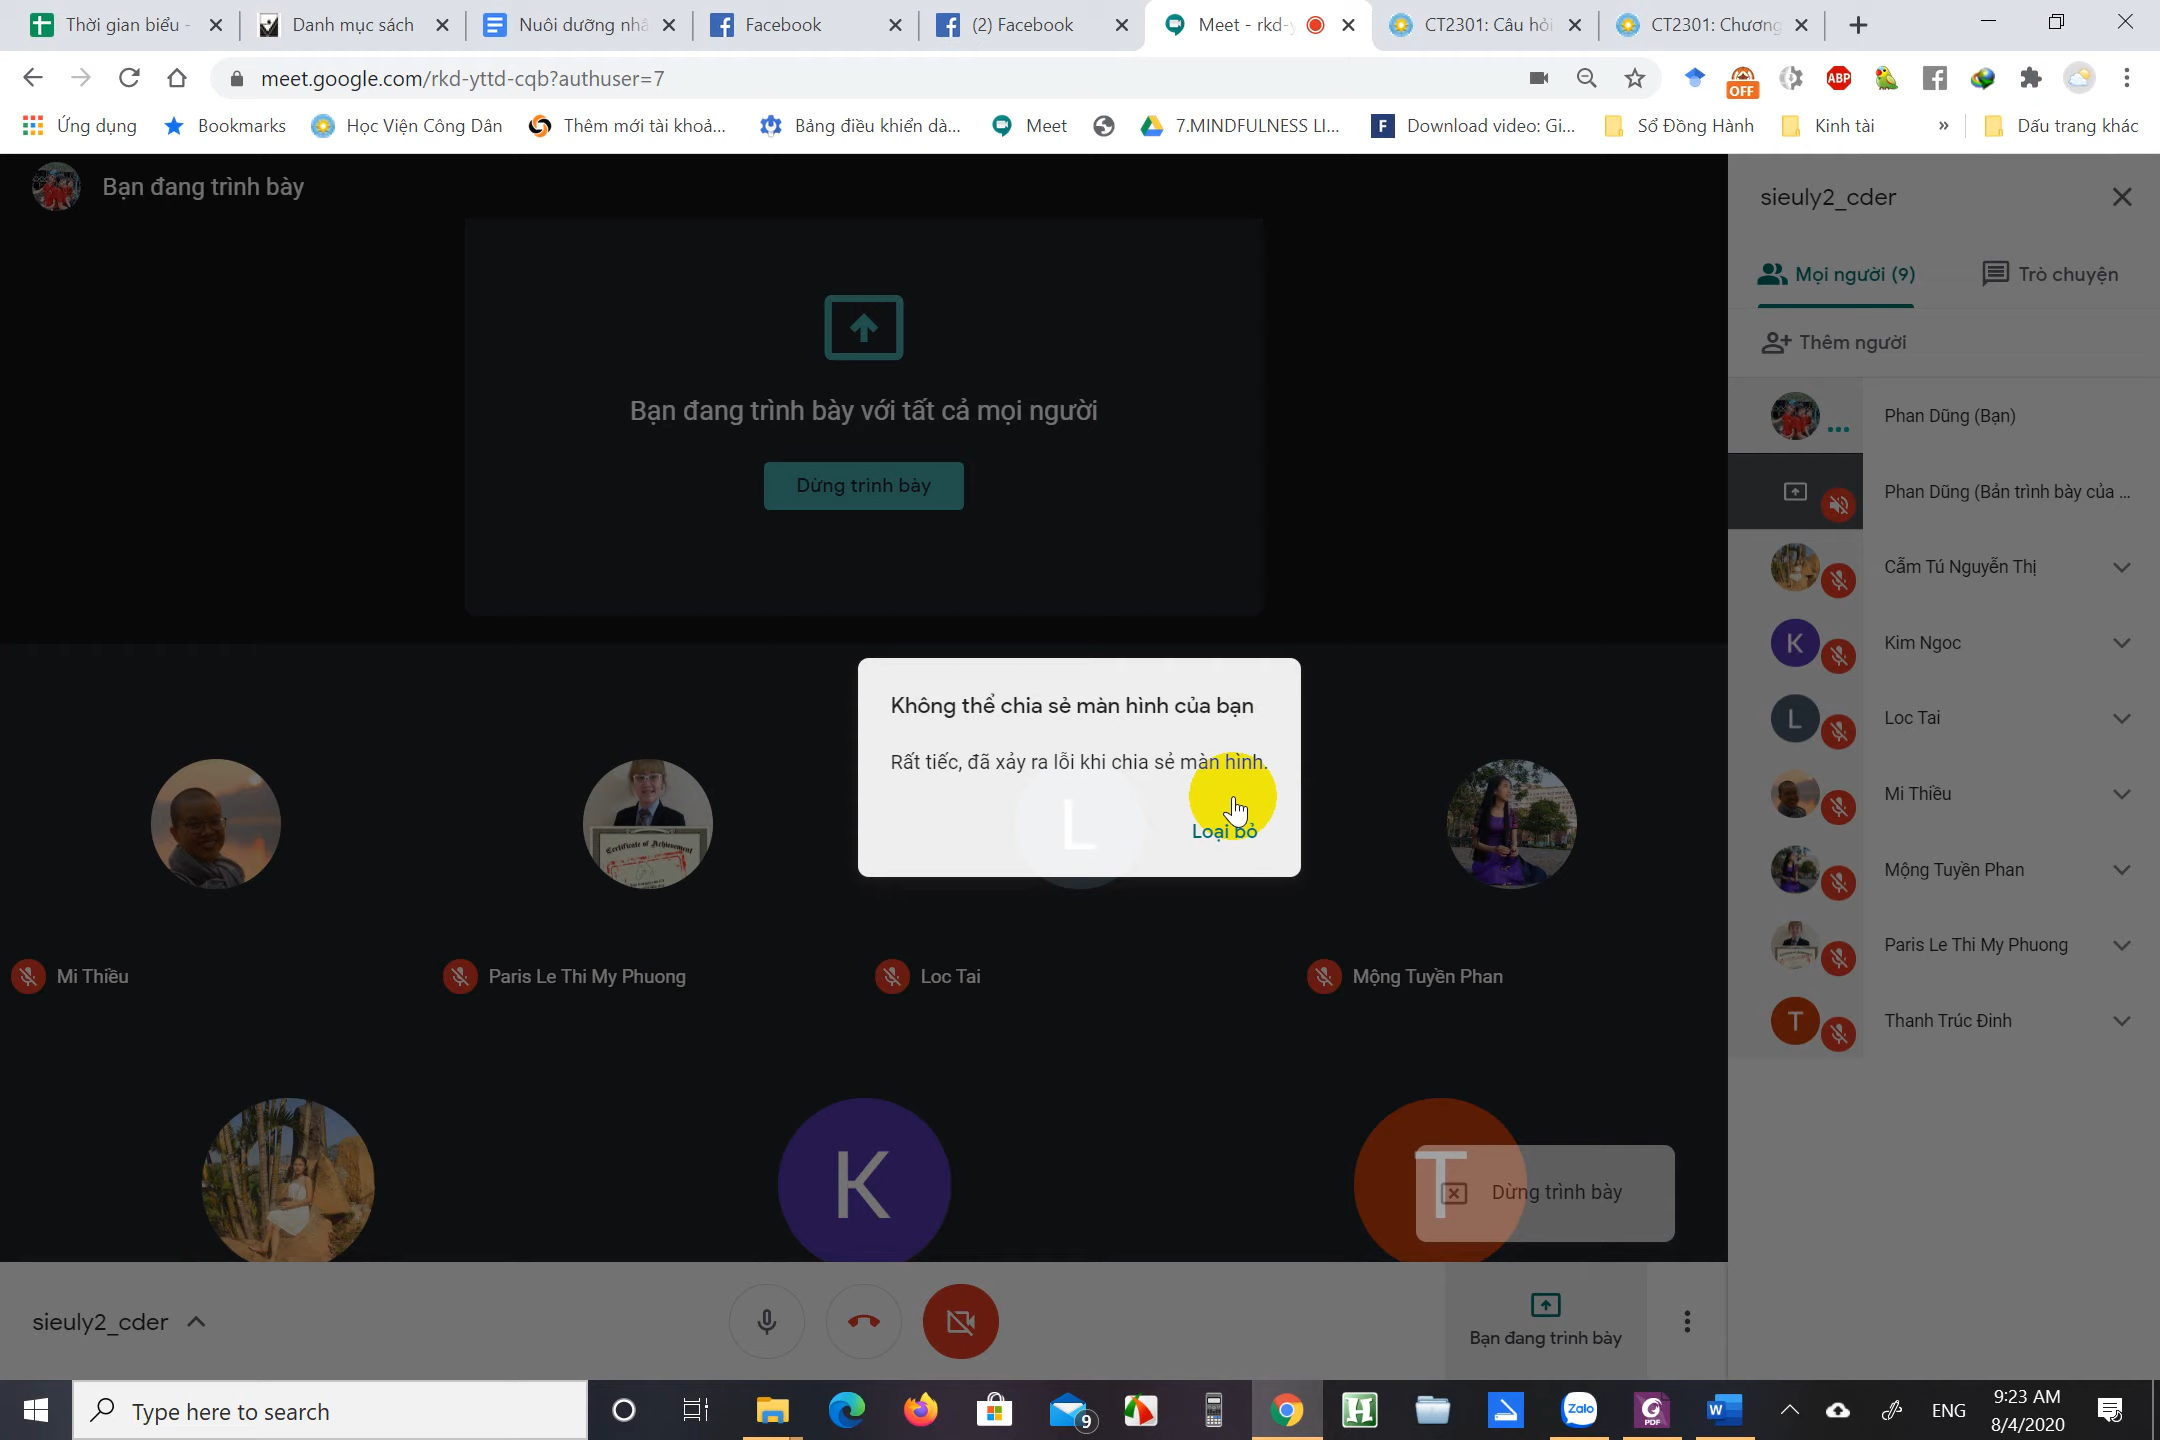 Thời gian biểu -
Danh mục sách
Nuôi dưỡng nhâ
Facebook
(2) Facebook
Meet - rkd-y
CT2301: Câu hỏi
CT2301: Chương
meet.google.com/rkd-yttd-cqb?authuser=7
OFF
ABP
Ứng dụng
Bookmarks
Học Viện Công Dân
Thêm mới tài khoả...
Bảng điều khiển dà...
Meet
7.MINDFULNESS LI...
F
Download video: Gi...
Sổ Đồng Hành
Kinh tài
»
Dấu trang khác
Bạn đang trình bày
Bạn đang trình bày với tất cả mọi người
Dừng trình bày
sieuly2_cder
Mọi người (9)
Trò chuyện
Thêm người
Phan Dũng (Bạn)
Phan Dũng (Bản trình bày của ...
Cẩm Tú Nguyễn Thị
K
Kim Ngoc
L
Loc Tai
Mi Thiều
Mộng Tuyền Phan
Paris Le Thi My Phuong
T
Thanh Trúc Đinh
Không thể chia sẻ màn hình của bạn
Rất tiếc, đã xảy ra lỗi khi chia sẻ màn hình.
L
Loại bỏ
Certificate of Achievement
Mi Thiều
Paris Le Thi My Phuong
Loc Tai
Mộng Tuyền Phan
K
T
Dừng trình bày
sieuly2_cder
Bạn đang trình bày
Type here to search
9
Zalo
PDF
W
ENG
9:23 AM
8/4/2020